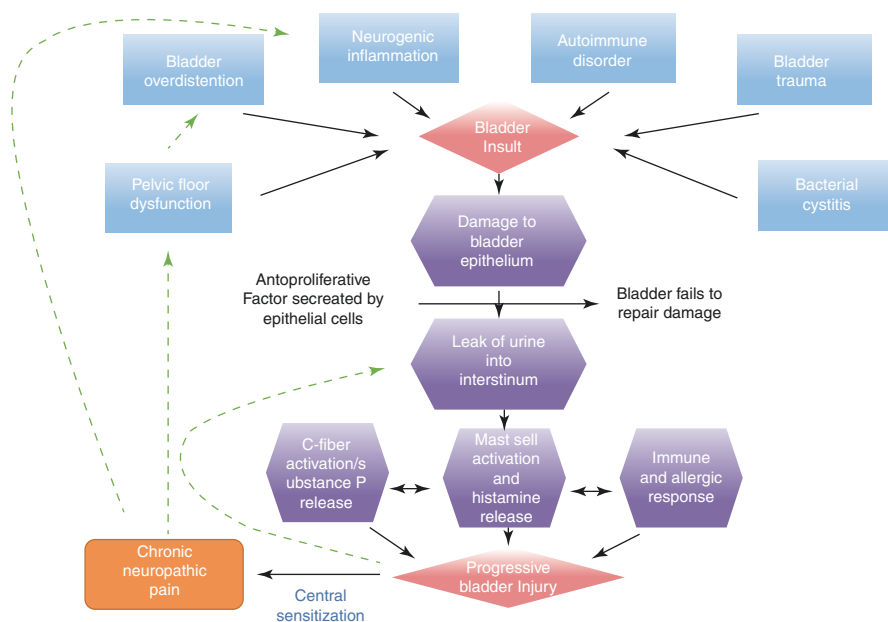 Neurogenic
inflammation
Autoimmune
disorder
Bladder
overdistention
Bladder
trauma
Bladder
Insult
Pelvic floor
dysfunction
Bacterial
cystitis
Damage to
bladder
epithelium
Antoproliferative
Factor secreated by
epithelial cells
Bladder fails to
repair damage
Leak of urine
into
interstinum
C-fiber
activation/s
ubstance P
release
Mast sell
activation
and
histamine
release
Immune
and allergic
response
Chronic
neuropathic
pain
Central
sensitization
Progressive
bladder Injury